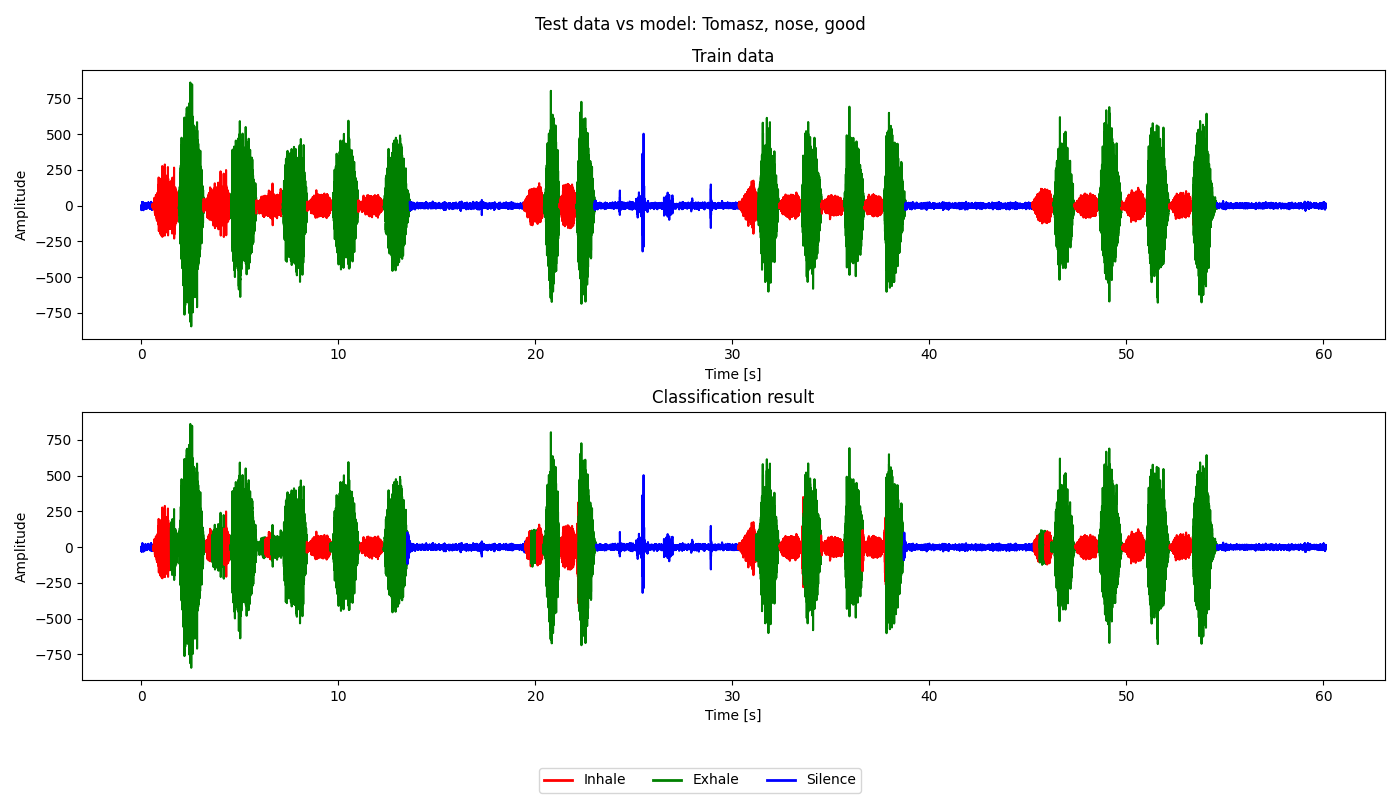 Test data vs model: Tomasz, nose, good
Train data
Amplitude
750
500
250
0
−250
−500
−750
0 10 20 30 40 50 60
Time [s]
Classification result
Amplitude
750
500
250
0
−250
−500
−750
0 10 20 30 40 50 60
Time [s]
Inhale Exhale Silence